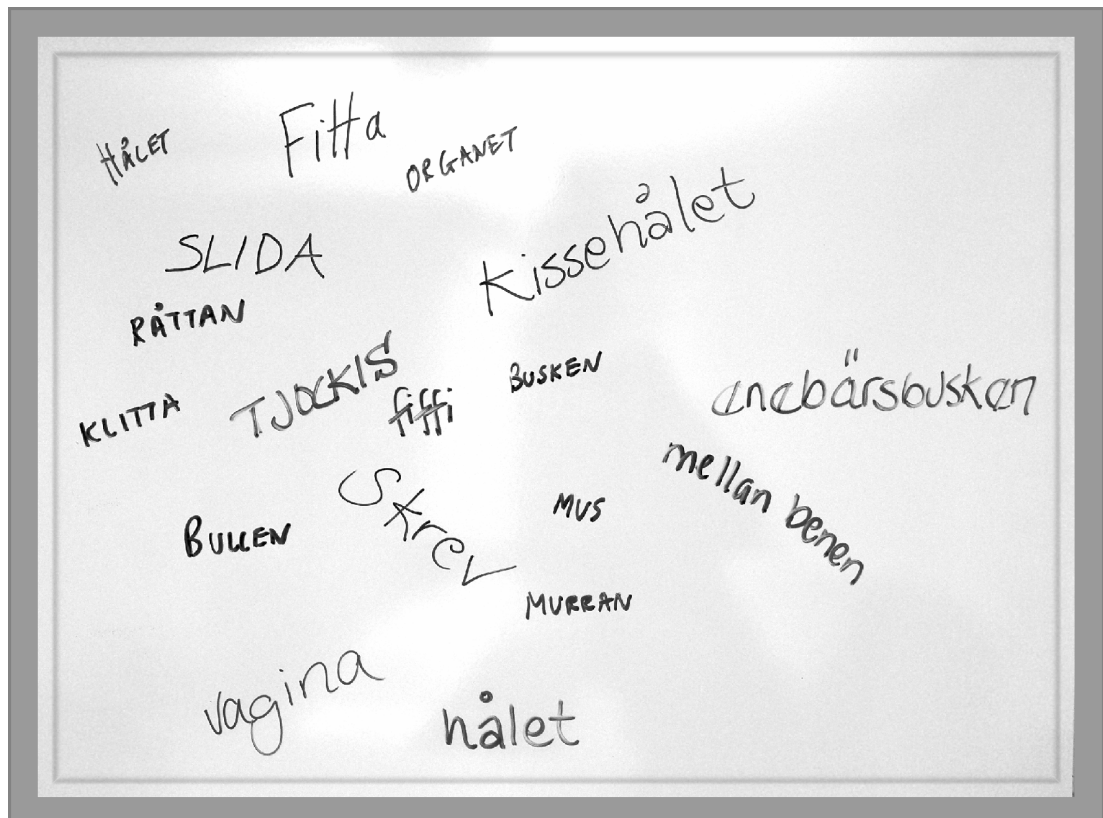 HÅLET
Fitta
ORGANET
Kissehålet
SLIDA
RÅTTAN
TJOCKIS
fiffi
BUSKEN
enebärsbusken
KLITTA
mellan benen
Skrev
MUS
BULLEN
MURRAN
vagina
hålet